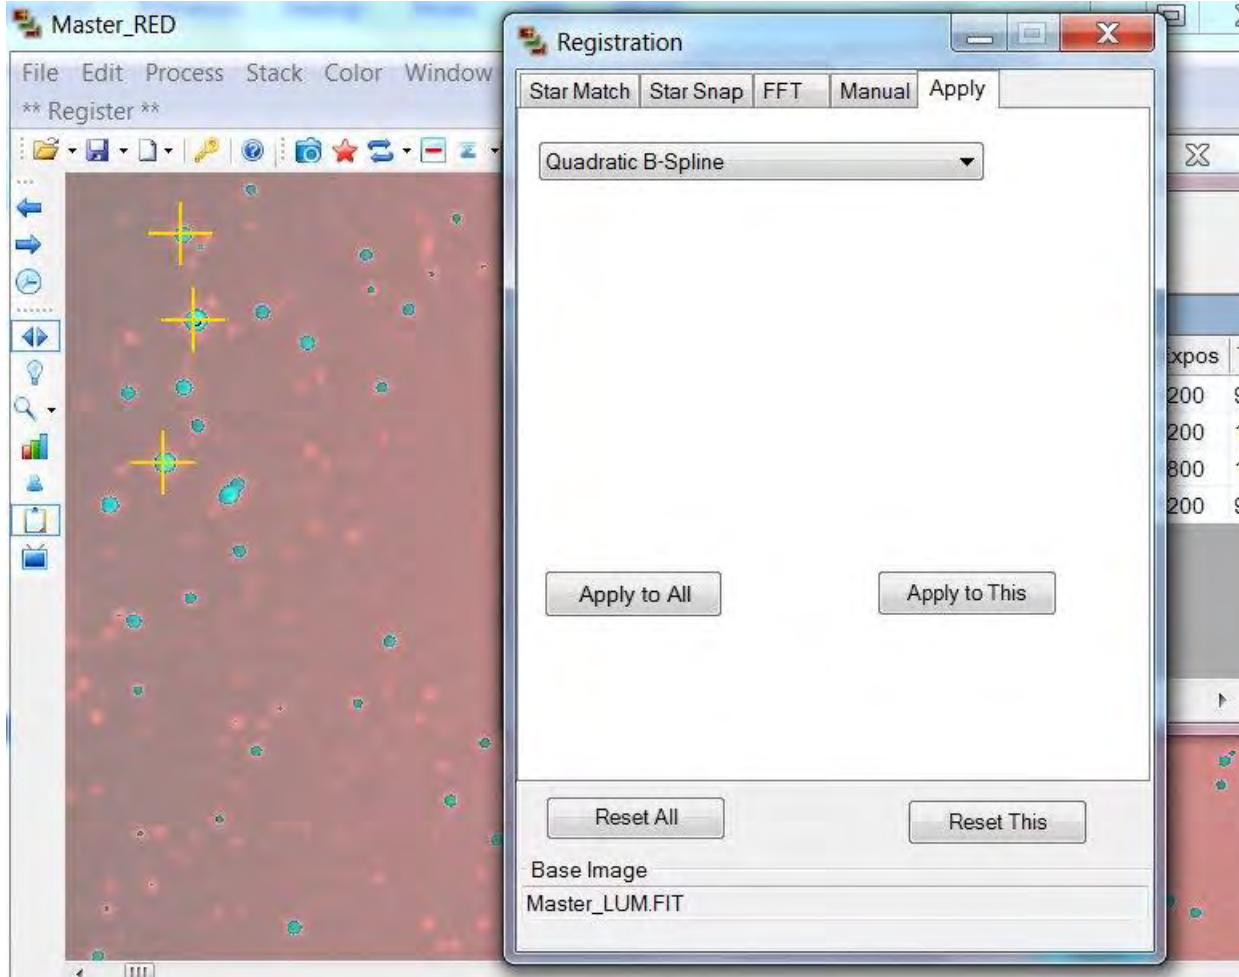 Master_RED
File Edit Process Stack Color Window
** Register **
Registration
Star Match Star Snap FFT Manual Apply
Quadratic B-Spline
Apply to All Apply to This
Reset All Reset This
Base Image
Master_LUM.FIT
xpos
200
200
800
200